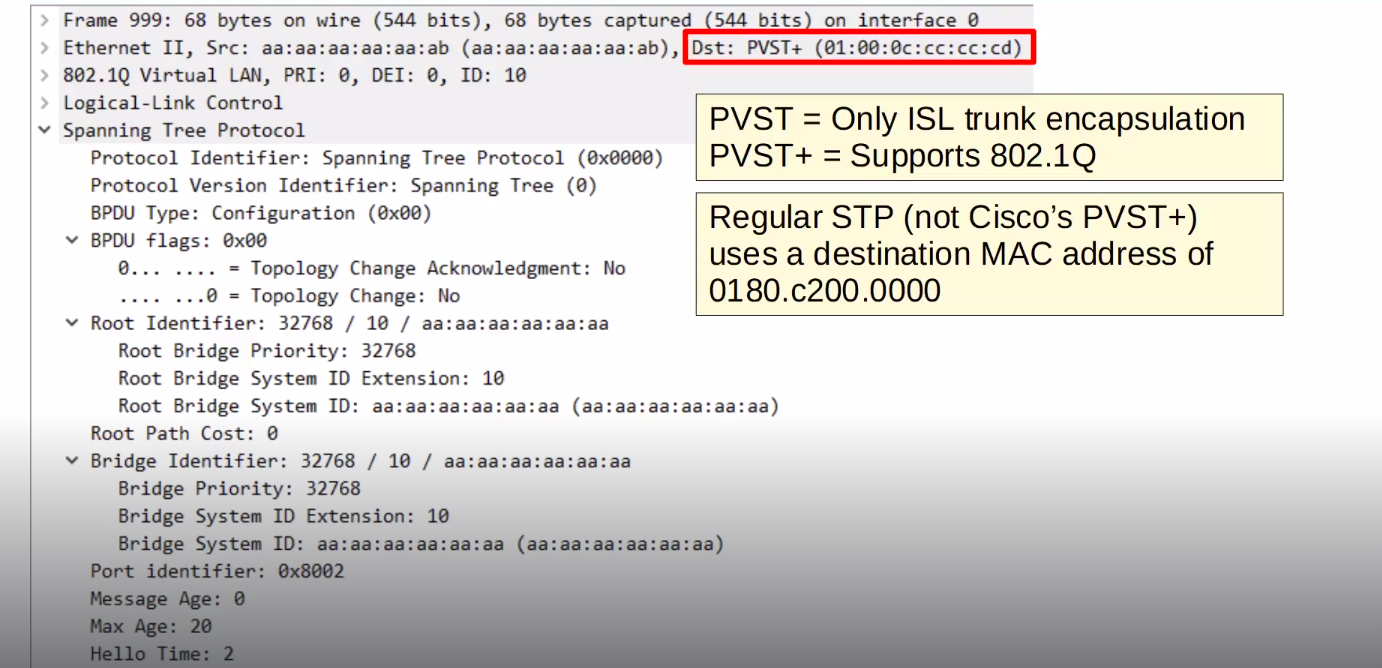 Frame 999: 68 bytes on wire (544 bits), 68 bytes captured (544 bits) on interface 0
Ethernet II, Src: aa:aa:aa:aa:aa:ab (aa:aa:aa:aa:aa:ab), Dst: PVST+ (01:00:0c:cc:cc:cd)
802.1Q Virtual LAN, PRI: 0, DEI: 0, ID: 10
Logical-Link Control
Spanning Tree Protocol
Protocol Identifier: Spanning Tree Protocol (0x0000)
Protocol Version Identifier: Spanning Tree (0)
BPDU Type: Configuration (0x00)
BPDU flags: 0x00
0... .... = Topology Change Acknowledgment: No
.... ...0 = Topology Change: No
Root Identifier: 32768 / 10 / aa:aa:aa:aa:aa:aa
Root Bridge Priority: 32768
Root Bridge System ID Extension: 10
Root Bridge System ID: aa:aa:aa:aa:aa:aa (aa:aa:aa:aa:aa:aa)
Root Path Cost: 0
Bridge Identifier: 32768 / 10 / aa:aa:aa:aa:aa:aa
Bridge Priority: 32768
Bridge System ID Extension: 10
Bridge System ID: aa:aa:aa:aa:aa:aa (aa:aa:aa:aa:aa:aa)
Port identifier: 0x8002
Message Age: 0
Max Age: 20
Hello Time: 2
PVST = Only ISL trunk encapsulation
PVST+ = Supports 802.1Q
Regular STP (not Cisco's PVST+)
uses a destination MAC address of
0180.c200.0000